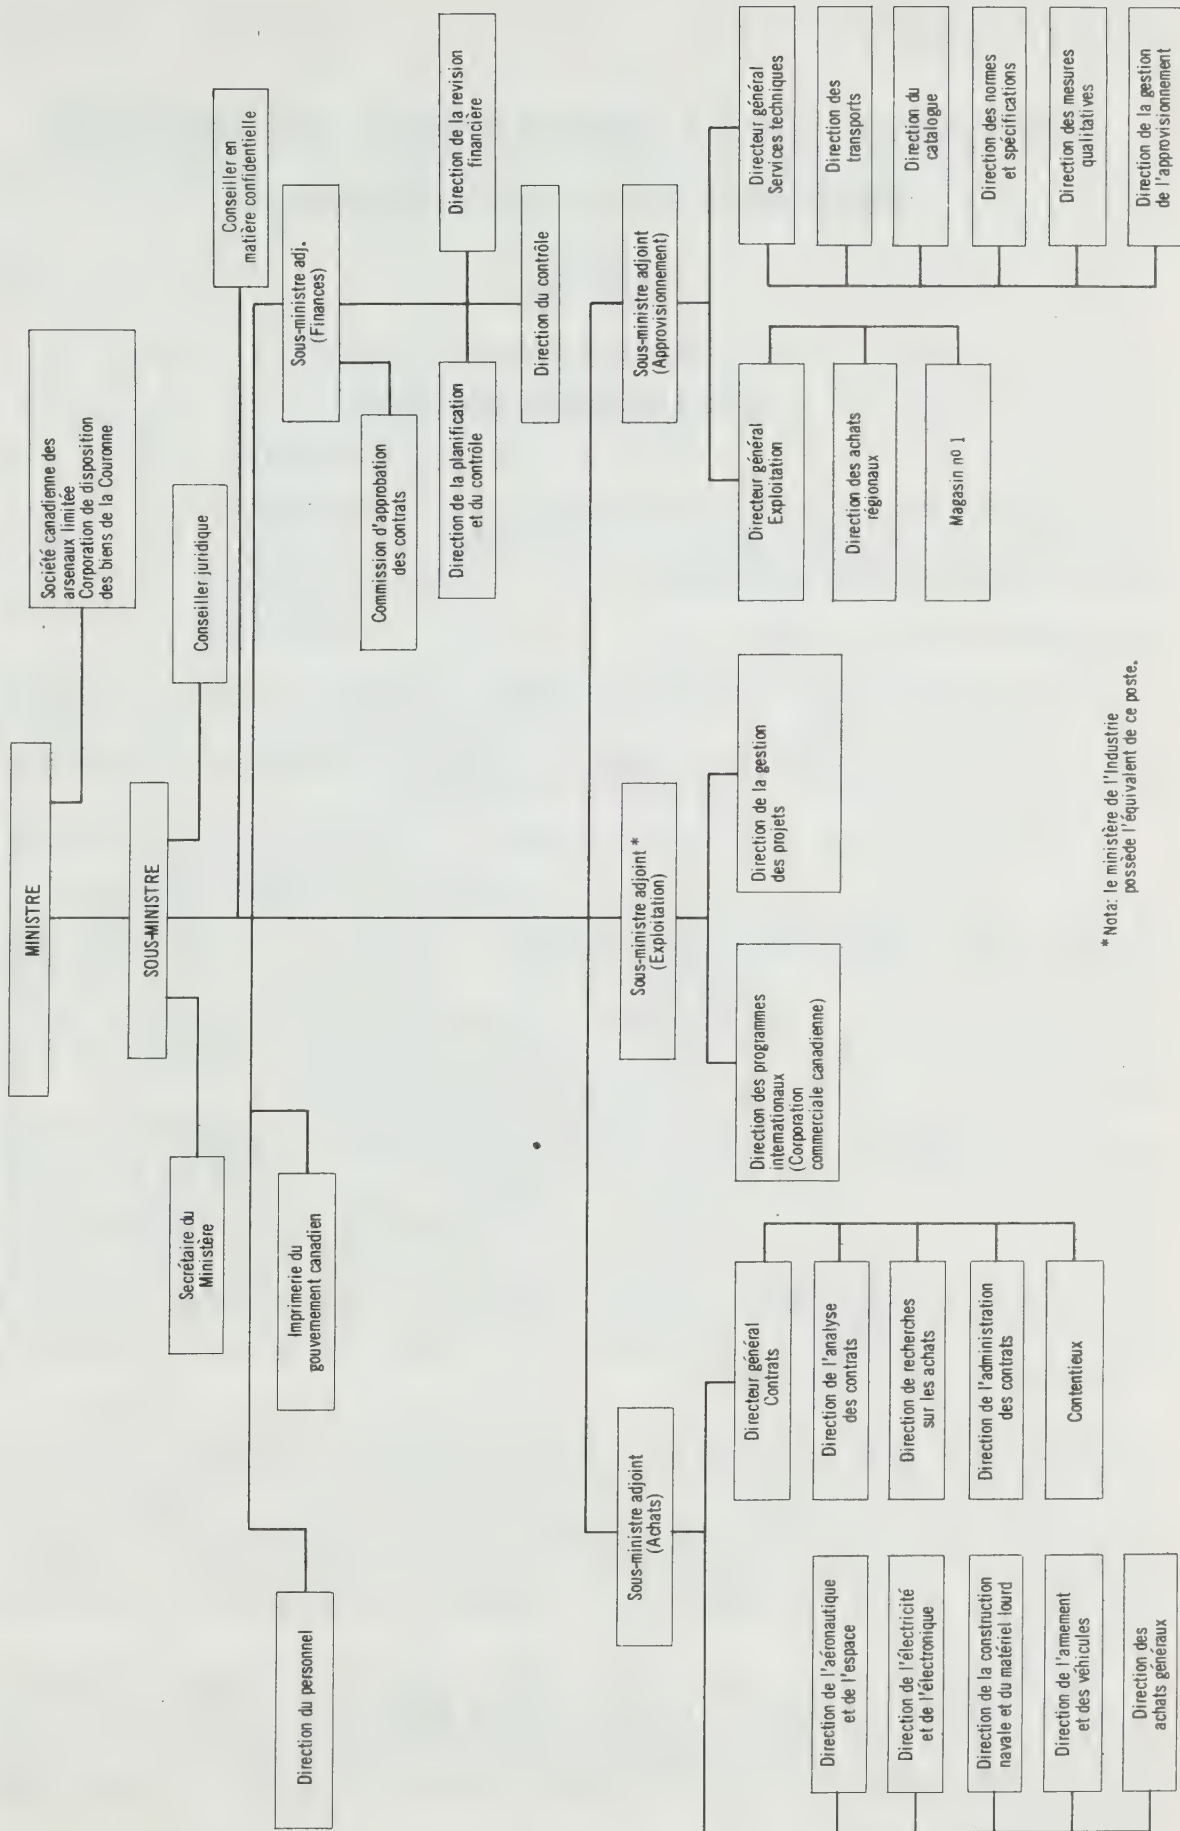 MINISTRE
Société canadienne des
arsenaux limitée
Corporation de disposition
des biens de la Couronne
SOUS-MINISTRE
Secrétaire du
Ministère
Conseiller juridique
Conseiller en
matière confidentielle
Direction du personnel
Imprimerie du
gouvernement canadien
Sous-ministre adj.
(Finances)
Commission d'approbation
des contrats
Direction de la planification
et du contrôle
Direction de la revision
financière
Direction du contrôle
Sous-ministre adjoint
(Achats)
Sous-ministre adjoint *
(Exploitation)
Sous-ministre adjoint
(Approvisionnement)
Direction de l'aéronautique
et de l'espace
Direction de l'électricité
et de l'électronique
Direction de la construction
navale et du matériel lourd
Direction de l'armement
et des véhicules
Direction des
achats généraux
Directeur général
Contrats
Direction de l'analyse
des contrats
Direction de recherches
sur les achats
Direction de l'administration
des contrats
Contentieux
Direction des programmes
internationaux
(Corporation
commerciale canadienne)
Direction de la gestion
des projets
Directeur général
Exploitation
Direction des achats
régionaux
Magasin nº 1
Directeur général
Services techniques
Direction des
transports
Direction du
catalogue
Direction des normes
et spécifications
Direction des mesures
qualitatives
Direction de la gestion
de l'approvisionnement
* Nota: le ministère de l'Industrie
possède l'équivalent de ce poste.